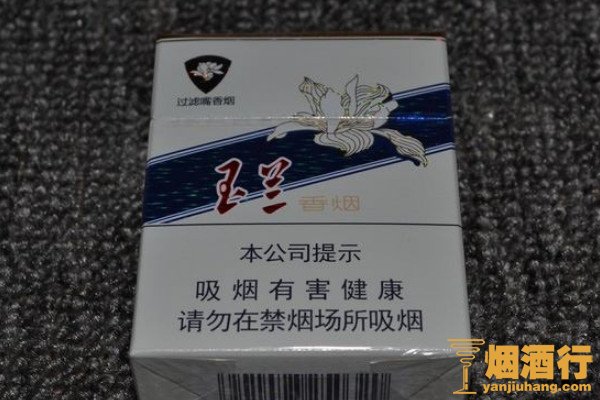 过滤嘴香烟
玉兰 香烟
本公司提示
吸烟有害健康
请勿在禁烟场所吸烟
烟酒行
yanjiuhang.com